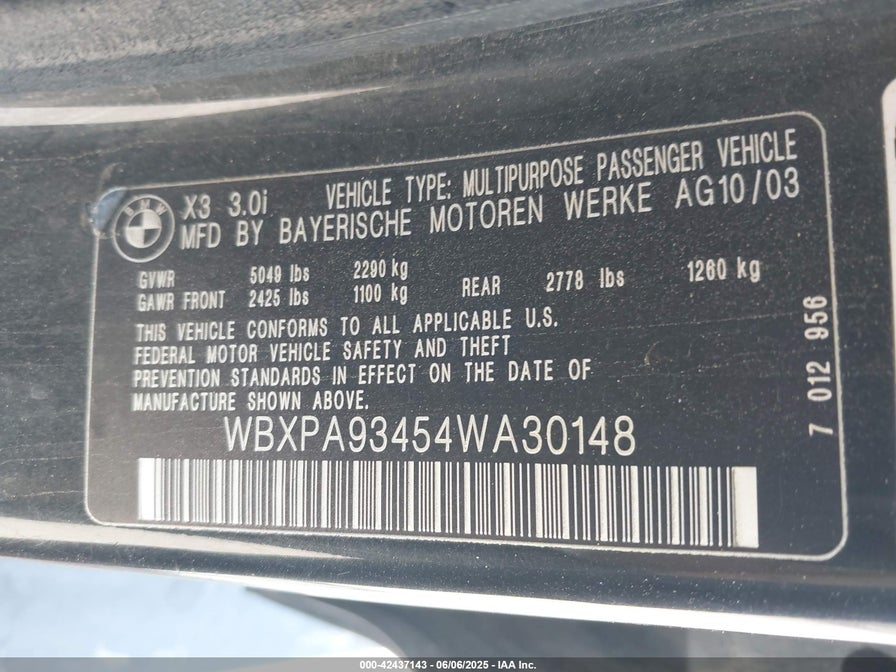 BMW
X3 3.0i VEHICLE TYPE: MULTIPURPOSE PASSENGER VEHICLE
MFD BY BAYERISCHE MOTOREN WERKE AG10/03
GVWR 5049 lbs 2290 kg
GAWR FRONT 2425 lbs 1100 kg REAR 2778 lbs 1260 kg
THIS VEHICLE CONFORMS TO ALL APPLICABLE U.S.
FEDERAL MOTOR VEHICLE SAFETY AND THEFT
PREVENTION STANDARDS IN EFFECT ON THE DATE OF
MANUFACTURE SHOWN ABOVE.
WBXPA93454WA30148
7 012 956
000-42437143 - 06/06/2025 - IAA Inc.